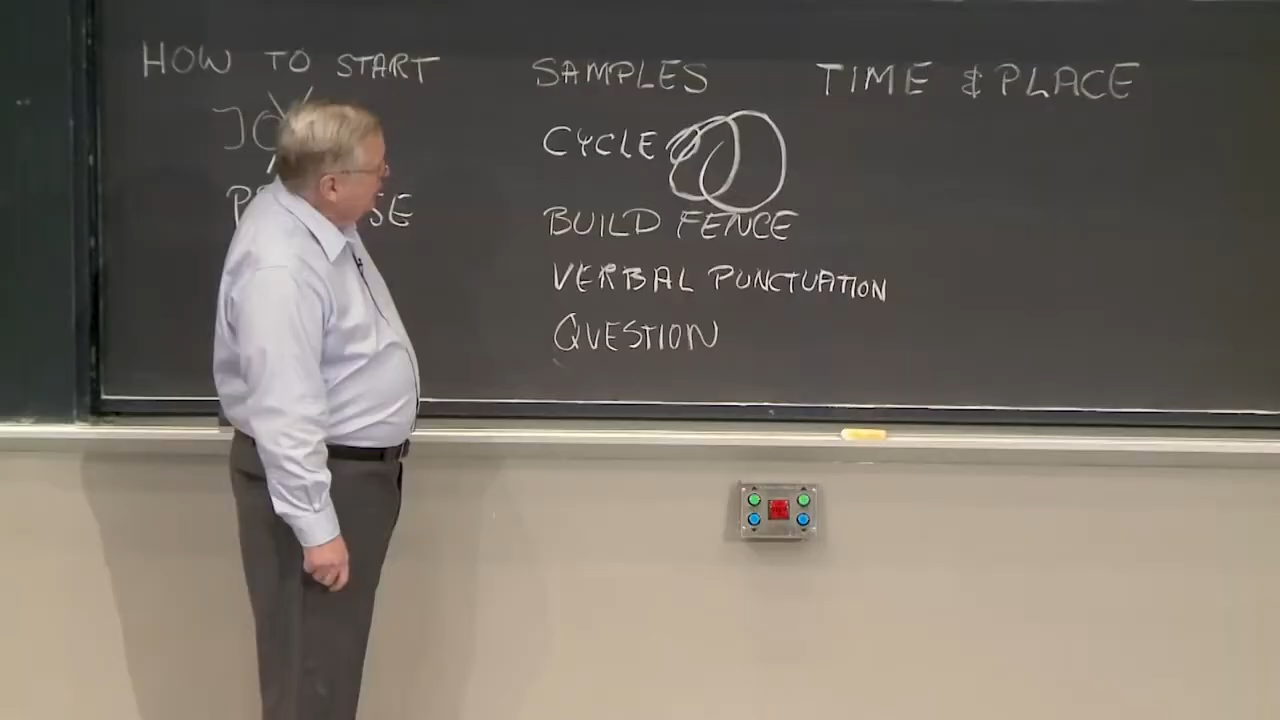 HOW TO START
SAMPLES
CYCLE
BUILD FENCE
VERBAL PUNCTUATION
QUESTION
TIME & PLACE